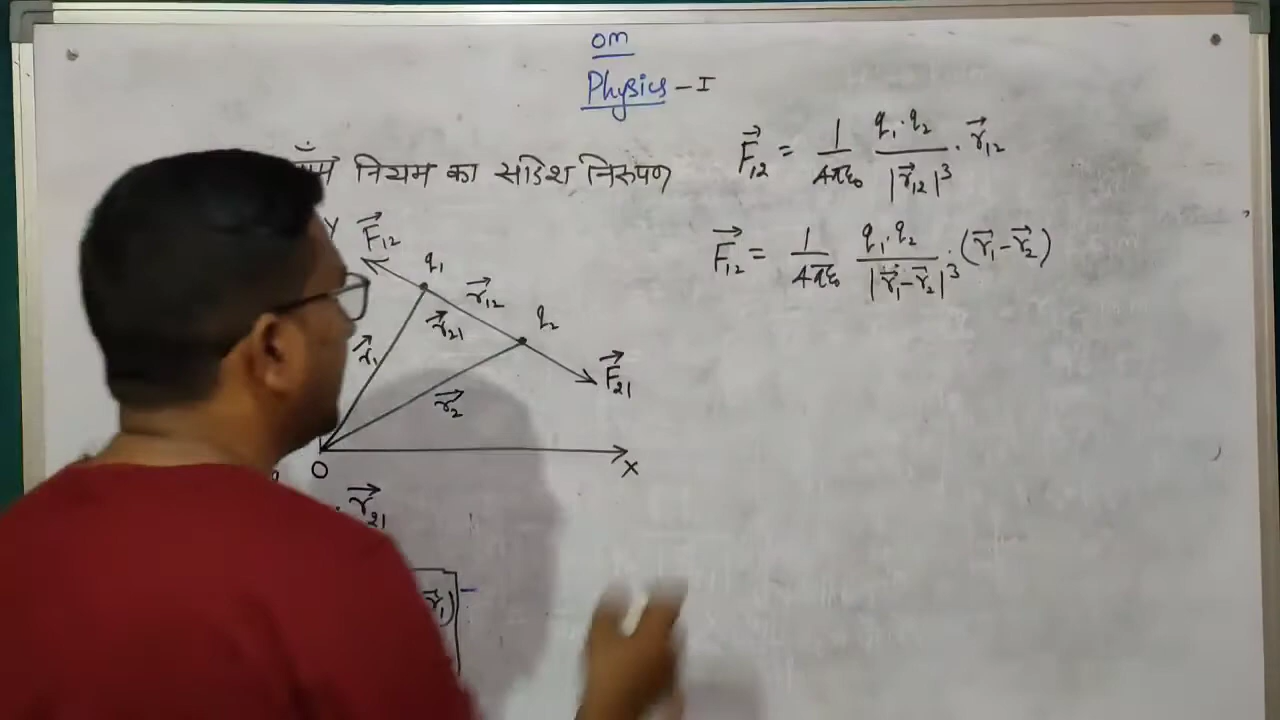 om
Physics - I
नियम का सदिश निरुपण
Y
F⃗₁₂
q₁
r⃗₁₂
r⃗₂₁
q₂
r⃗₁
r⃗₂
F⃗₂₁
O
X
. r⃗₂₁
r⃗₁)
F⃗₁₂ = 1/4πε₀ q₁.q₂/|r⃗₁₂|³ . r⃗₁₂
F⃗₁₂ = 1/4πε₀ q₁.q₂/|r⃗₁-r⃗₂|³ . (r⃗₁-r⃗₂)